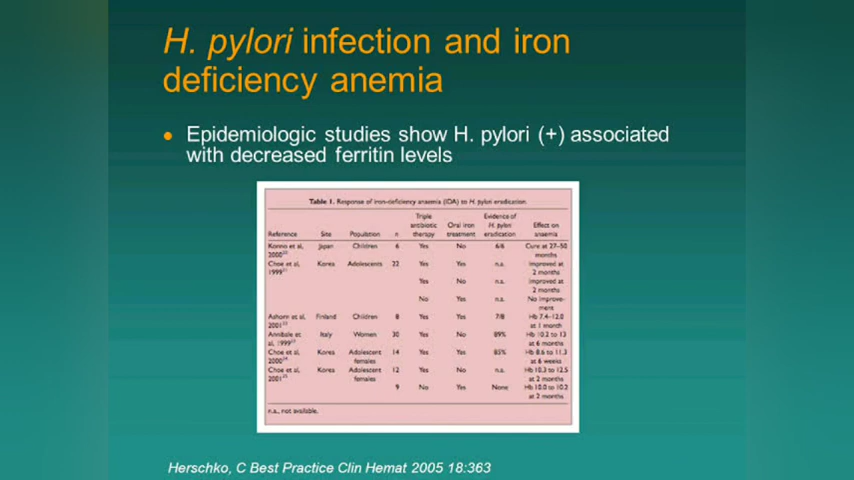 H. pylori infection and iron
deficiency anemia
Epidemiologic studies show H. pylori (+) associated
with decreased ferritin levels
Table 1. Response of iron-deficiency anaemia (IDA) to H. pylori eradication.
Triple Evidence of
antibiotic Oral iron H. pylori Effect on
Reference Site Population n therapy treatment eradication anaemia
Konno et al, Japan Children 6 Yes No 6/6 Cure at 27–50
2000 months
Choe et al, Korea Adolescents 22 Yes Yes n.a. Improved at
1999 2 months
Yes No n.a. Improved at
2 months
No Yes n.a. No improve-
ment
Ashorn et al, Finland Children 8 Yes Yes 7/8 Hb 7.4–12.0
2001 at 1 month
Annibale et Italy Women 30 Yes No 89% Hb 10.2 to 13
al, 1999 at 6 months
Choe et al, Korea Adolescent 14 Yes Yes 85% Hb 8.6 to 11.3
2000 females at 6 weeks
Choe et al, Korea Adolescent 12 Yes No n.a. Hb 10.3 to 12.5
2001 females at 2 months
9 No Yes None Hb 10.0 to 10.2
at 2 months
n.a., not available.
Herschko, C Best Practice Clin Hemat 2005 18:363